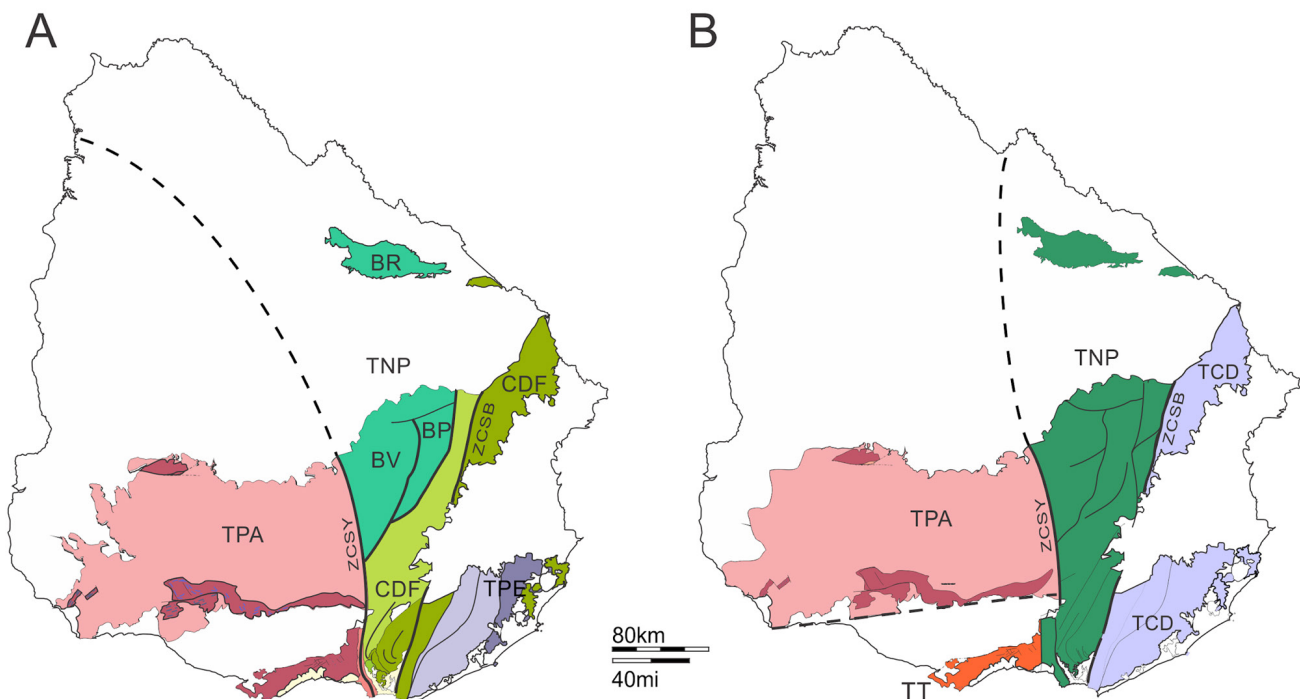 A
BR
TNP
CDF
ZCSB
BP
BV
TPA
ZCSY
CDF
TPE
80km
40mi
B
TNP
TCD
ZCSB
TPA
ZCSY
TCD
TT